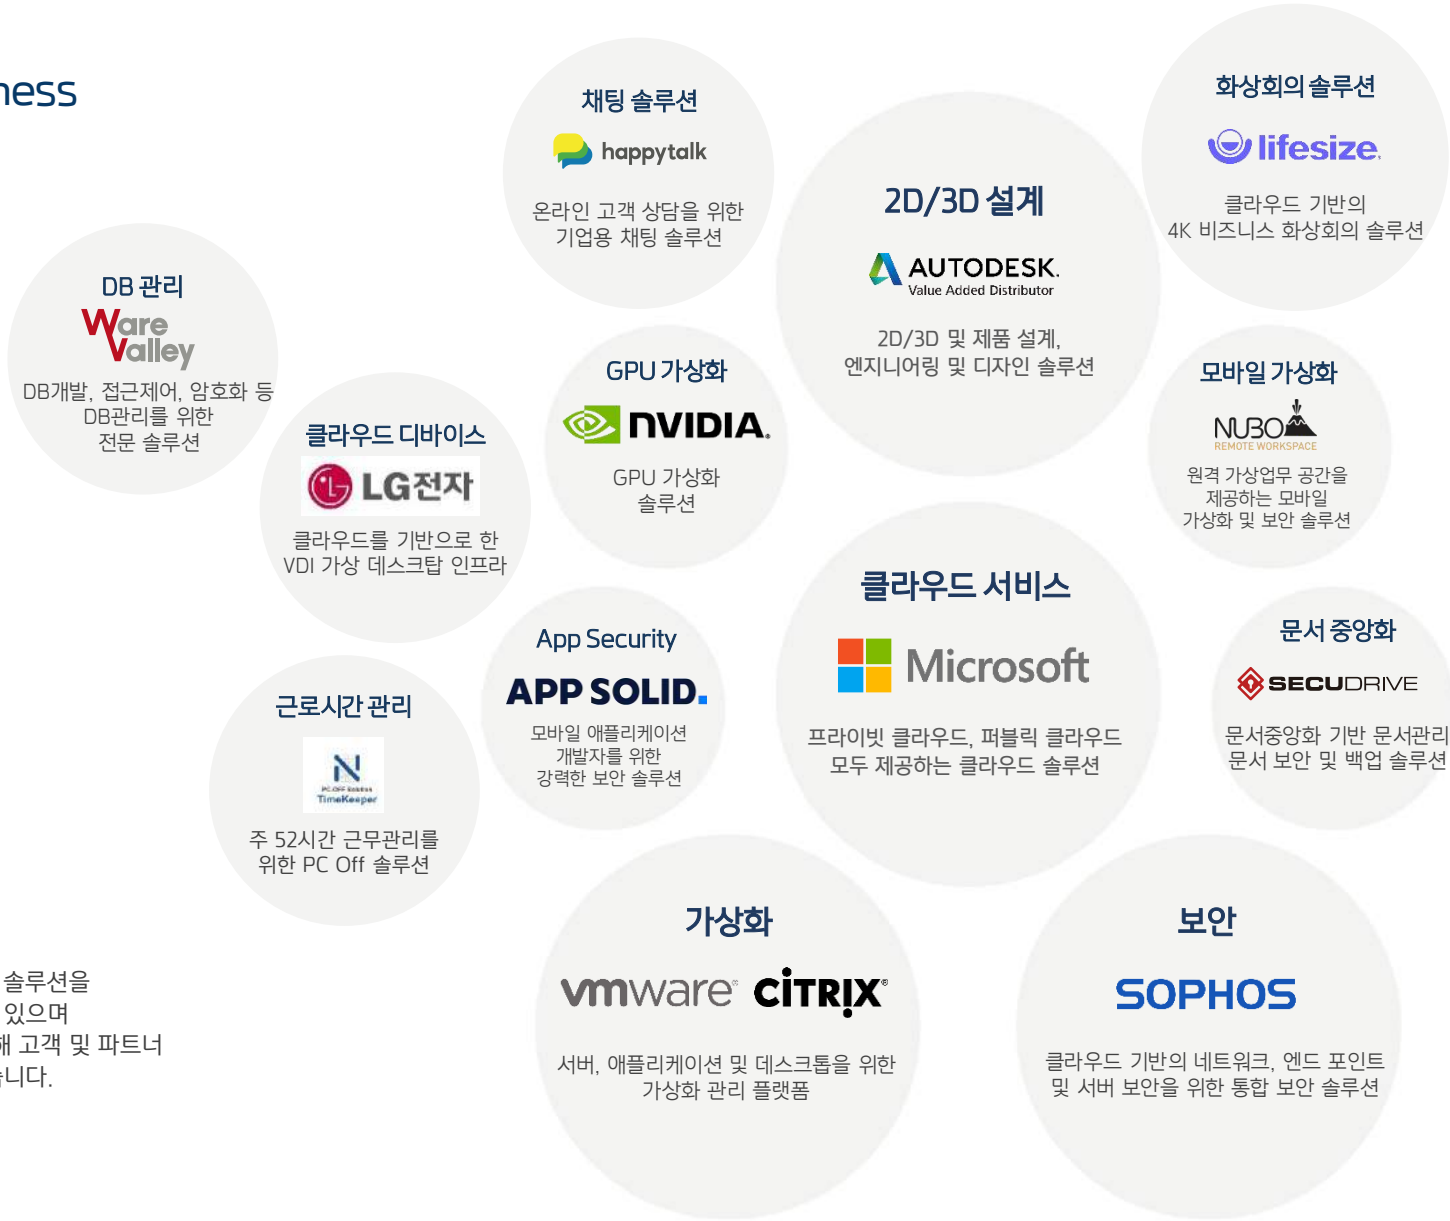 ness
채팅 솔루션
happytalk
온라인 고객 상담을 위한
기업용 채팅 솔루션
2D/3D 설계
AUTODESK.
Value Added Distributor
2D/3D 및 제품 설계,
엔지니어링 및 디자인 솔루션
화상회의 솔루션
lifesize
클라우드 기반의
4K 비즈니스 화상회의 솔루션
DB 관리
Ware
Valley
DB개발, 접근제어, 암호화 등
DB관리를 위한
전문 솔루션
클라우드 디바이스
LG전자
클라우드를 기반으로 한
VDI 가상 데스크탑 인프라
GPU 가상화
NVIDIA.
GPU 가상화
솔루션
모바일 가상화
NUBO
REMOTE WORKSPACE
원격 가상업무 공간을
제공하는 모바일
가상화 및 보안 솔루션
근로시간 관리
TimeKeeper
주 52시간 근무관리를
위한 PC Off 솔루션
App Security
APP SOLID.
모바일 애플리케이션
개발자를 위한
강력한 보안 솔루션
클라우드 서비스
Microsoft
프라이빗 클라우드, 퍼블릭 클라우드
모두 제공하는 클라우드 솔루션
문서 중앙화
SECUDRIVE
문서중앙화 기반 문서관리
문서 보안 및 백업 솔루션
가상화
vmware® CITRIX®
서버, 애플리케이션 및 데스크톱을 위한
가상화 관리 플랫폼
보안
SOPHOS
클라우드 기반의 네트워크, 엔드 포인트
및 서버 보안을 위한 통합 보안 솔루션
솔루션을
있으며
해 고객 및 파트너
습니다.